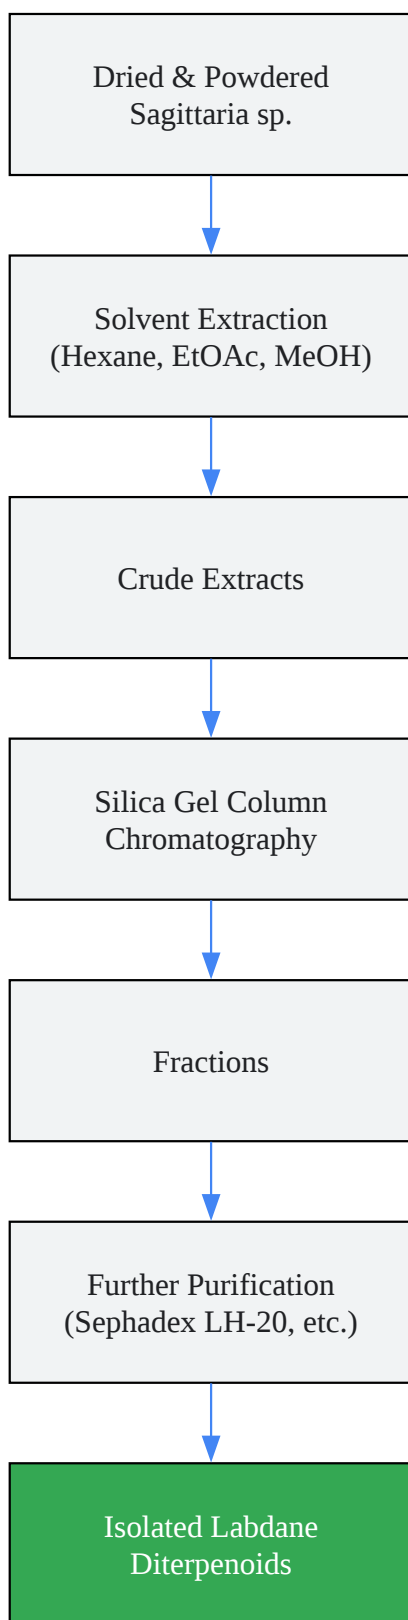 Dried & Powdered
Sagittaria sp.
Solvent Extraction
(Hexane, EtOAc, MeOH)
Crude Extracts
Silica Gel Column
Chromatography
Fractions
Further Purification
(Sephadex LH-20, etc.)
Isolated Labdane
Diterpenoids